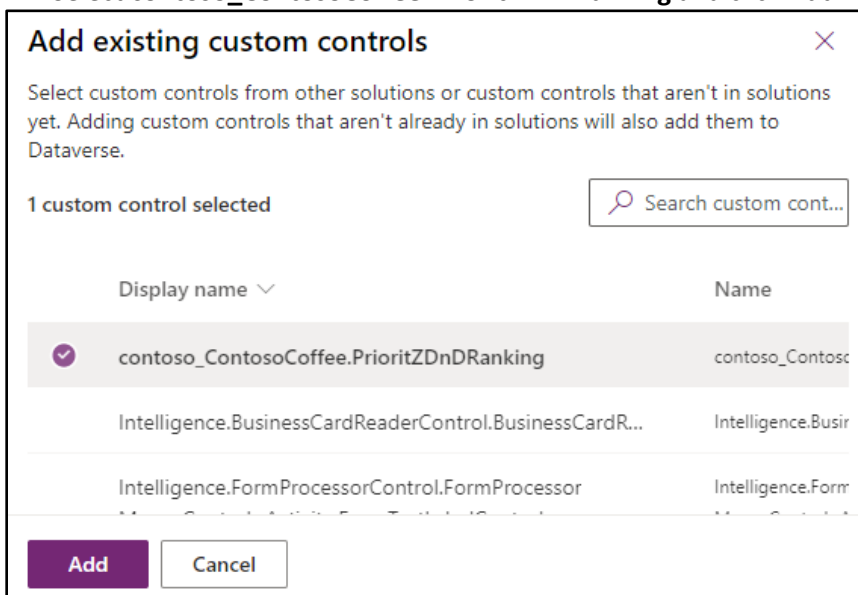 Add existing custom controls
Select custom controls from other solutions or custom controls that aren't in solutions
yet. Adding custom controls that aren't already in solutions will also add them to
Dataverse.
1 custom control selected
Search custom cont...
Display name
Name
contoso_ContosoCoffee.PrioritZDnDRanking
contoso_Contoso
Intelligence.BusinessCardReaderControl.BusinessCardR...
Intelligence.Busin
Intelligence.FormProcessorControl.FormProcessor
Intelligence.Form
Add
Cancel